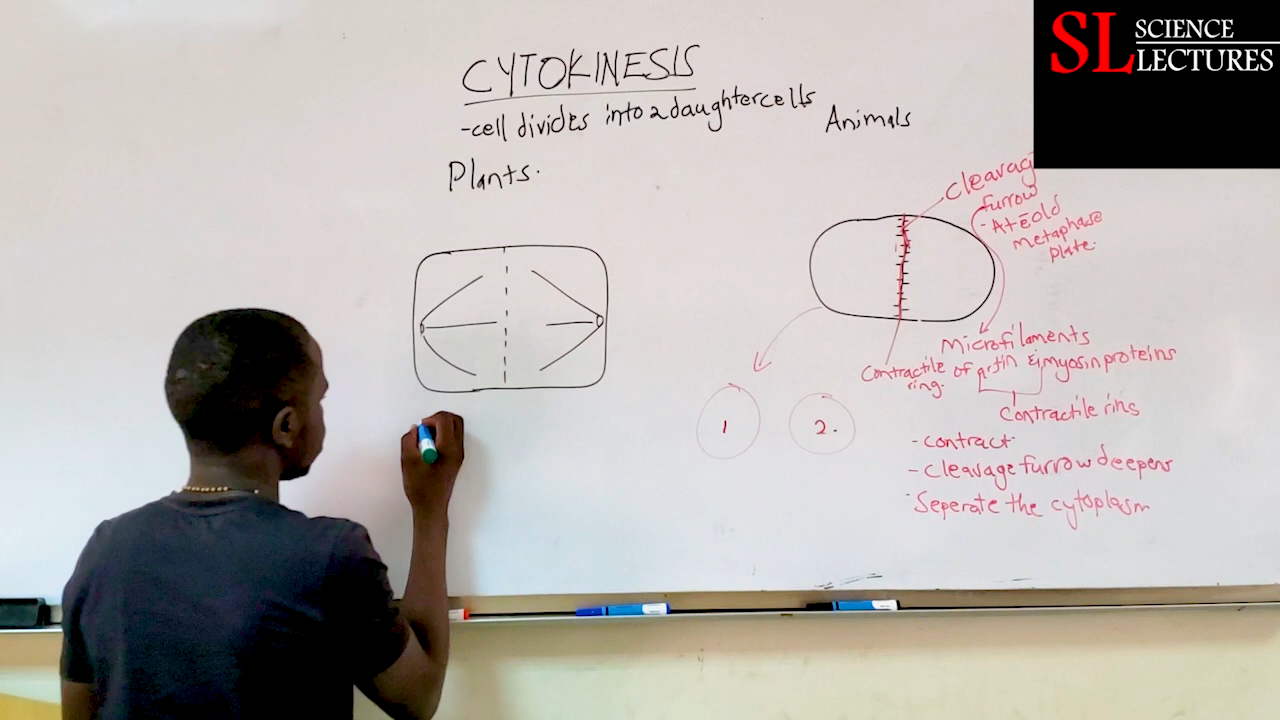 SL SCIENCE
LECTURES
CYTOKINESIS
-cell divides into 2 daughter cells
Plants.
Animals
Cleavag
furrow
- At e old
metaphase
plate.
Microfilaments
Contractile of actin & myosin proteins
ring.
Contractile ring
- contract
- Cleavage furrow deepens
- Seperate the cytoplasm
1
2.